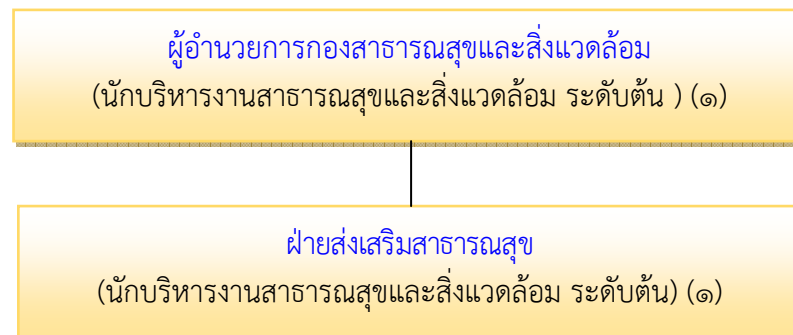 ผู้อำนวยการกองสาธารณสุขและสิ่งแวดล้อม
(นักบริหารงานสาธารณสุขและสิ่งแวดล้อม ระดับต้น ) (๑)
ฝ่ายส่งเสริมสาธารณสุข
(นักบริหารงานสาธารณสุขและสิ่งแวดล้อม ระดับต้น) (๑)